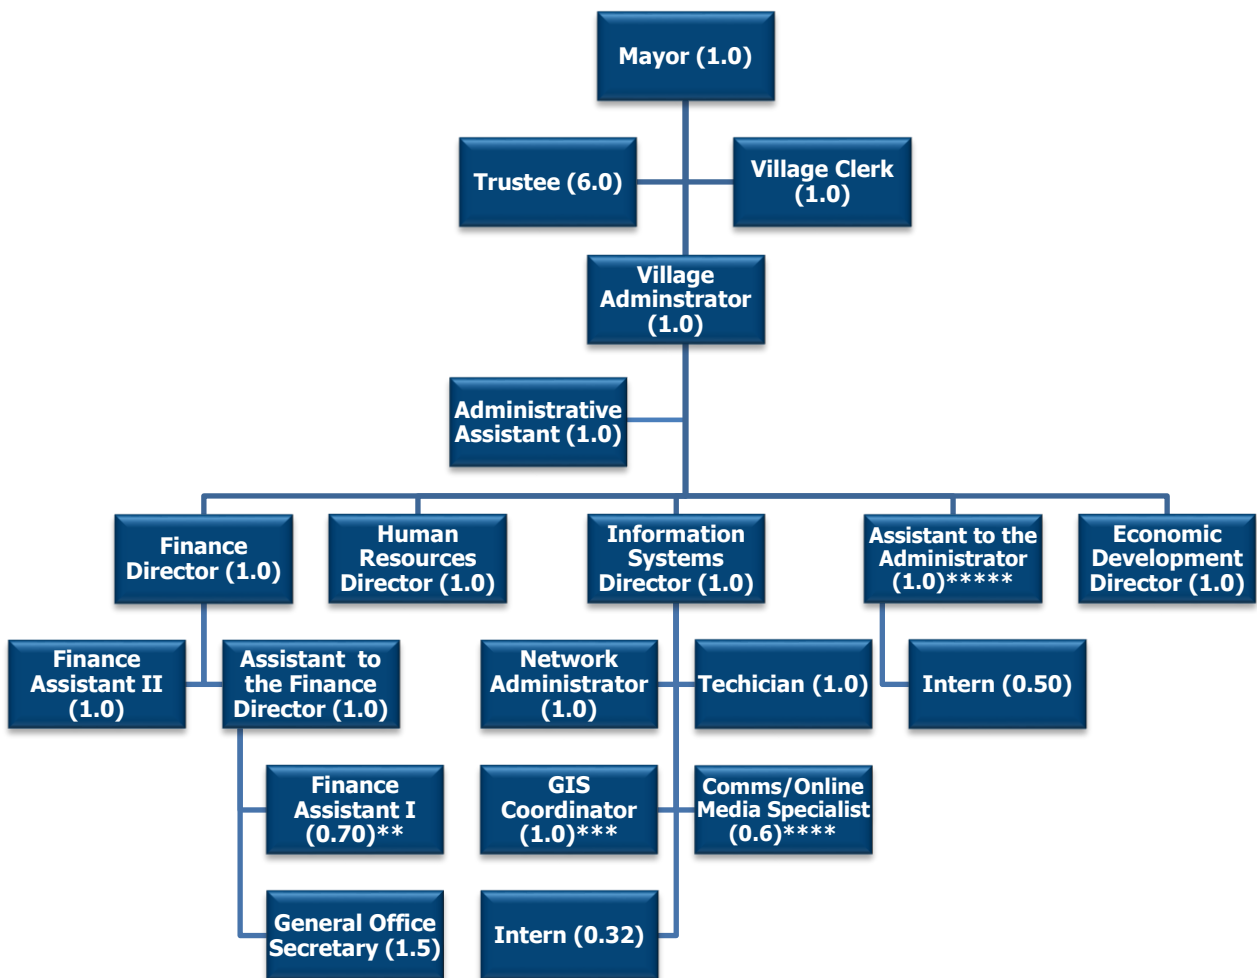 Mayor (1.0)
Trustee (6.0)
Village Clerk
(1.0)
Village
Adminstrator
(1.0)
Administrative
Assistant (1.0)
Finance
Director (1.0)
Human
Resources
Director (1.0)
Information
Systems
Director (1.0)
Assistant to the
Administrator
(1.0)*****
Economic
Development
Director (1.0)
Finance
Assistant II
(1.0)
Assistant  to
the Finance
Director (1.0)
Network
Administrator
(1.0)
Techician (1.0)
Intern (0.50)
Finance
Assistant I
(0.70)**
GIS
Coordinator
(1.0)***
Comms/Online
Media Specialist
(0.6)****
General Office
Secretary (1.5)
Intern (0.32)